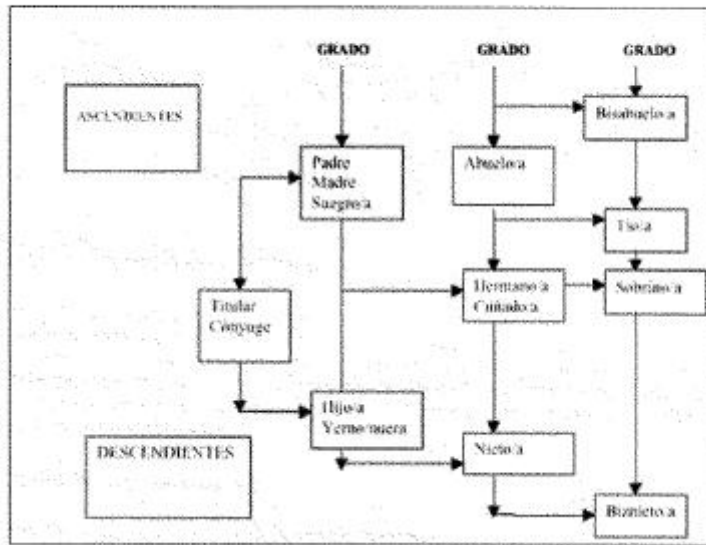 GRADO GRADO GRADO
ASCENDIENTES
Bisabuelo/a
Padre
Madre
Suegro/a
Abuelo/a
Tío/a
Titular
Cónyuge
Hermano/a
Cuñado/a
Sobrino/a
Hijo/a
Yerno/nuera
DESCENDIENTES
Nieto/a
Biznieto/a